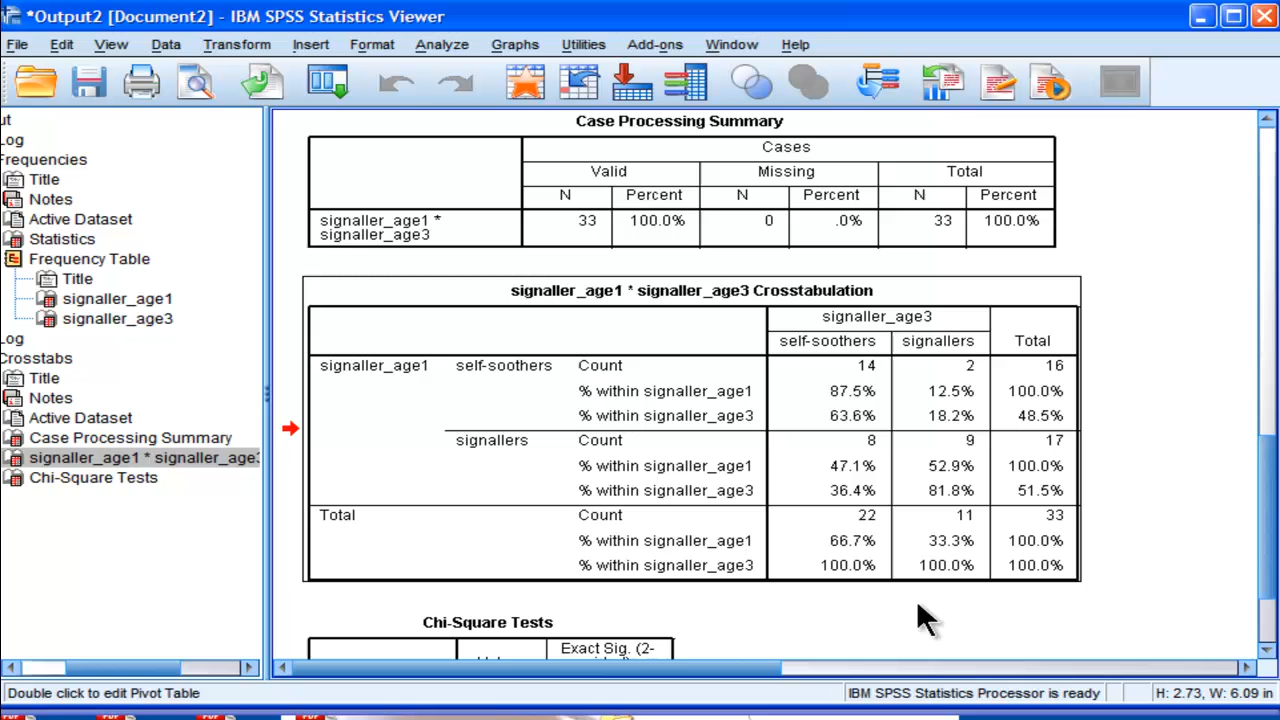 *Output2 [Document2] - IBM SPSS Statistics Viewer
File Edit View Data Transform Insert Format Analyze Graphs Utilities Add-ons Window Help
ut
Log
Frequencies
Title
Notes
Active Dataset
Statistics
Frequency Table
Title
signaller_age1
signaller_age3
Log
Crosstabs
Title
Notes
Active Dataset
Case Processing Summary
signaller_age1 * signaller_age3
Chi-Square Tests
Case Processing Summary
Cases
Valid Missing Total
N Percent N Percent N Percent
signaller_age1 *
signaller_age3 33 100.0% 0 .0% 33 100.0%
signaller_age1 * signaller_age3 Crosstabulation
signaller_age3
self-soothers signallers Total
signaller_age1 self-soothers Count 14 2 16
% within signaller_age1 87.5% 12.5% 100.0%
% within signaller_age3 63.6% 18.2% 48.5%
signallers Count 8 9 17
% within signaller_age1 47.1% 52.9% 100.0%
% within signaller_age3 36.4% 81.8% 51.5%
Total Count 22 11 33
% within signaller_age1 66.7% 33.3% 100.0%
% within signaller_age3 100.0% 100.0% 100.0%
Chi-Square Tests
Exact Sig. (2-
Double click to edit Pivot Table IBM SPSS Statistics Processor is ready H: 2.73, W: 6.09 in